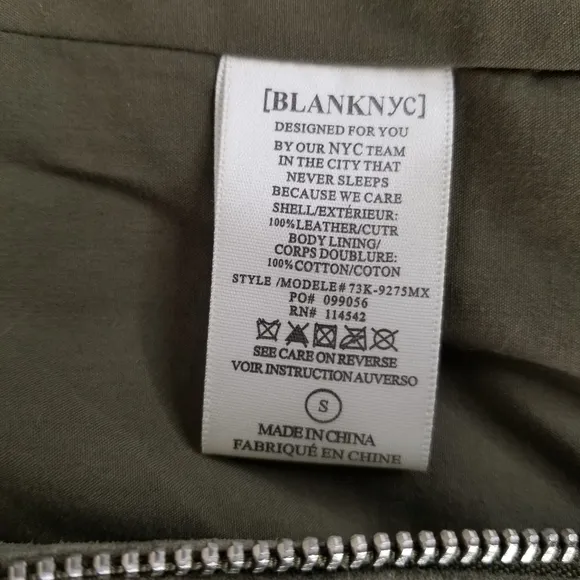 [BLANKNYC]
DESIGNED FOR YOU
BY OUR NYC TEAM
IN THE CITY THAT
NEVER SLEEPS
BECAUSE WE CARE
SHELL/EXTÉRIEUR:
100% LEATHER/CUTR
BODY LINING/
CORPS DOUBLURE:
100% COTTON/COTON
STYLE /MODELE# 73K-9275MX
PO# 099056
RN# 114542
SEE CARE ON REVERSE
VOIR INSTRUCTION AUVERSO
S
MADE IN CHINA
FABRIQUÉ EN CHINE